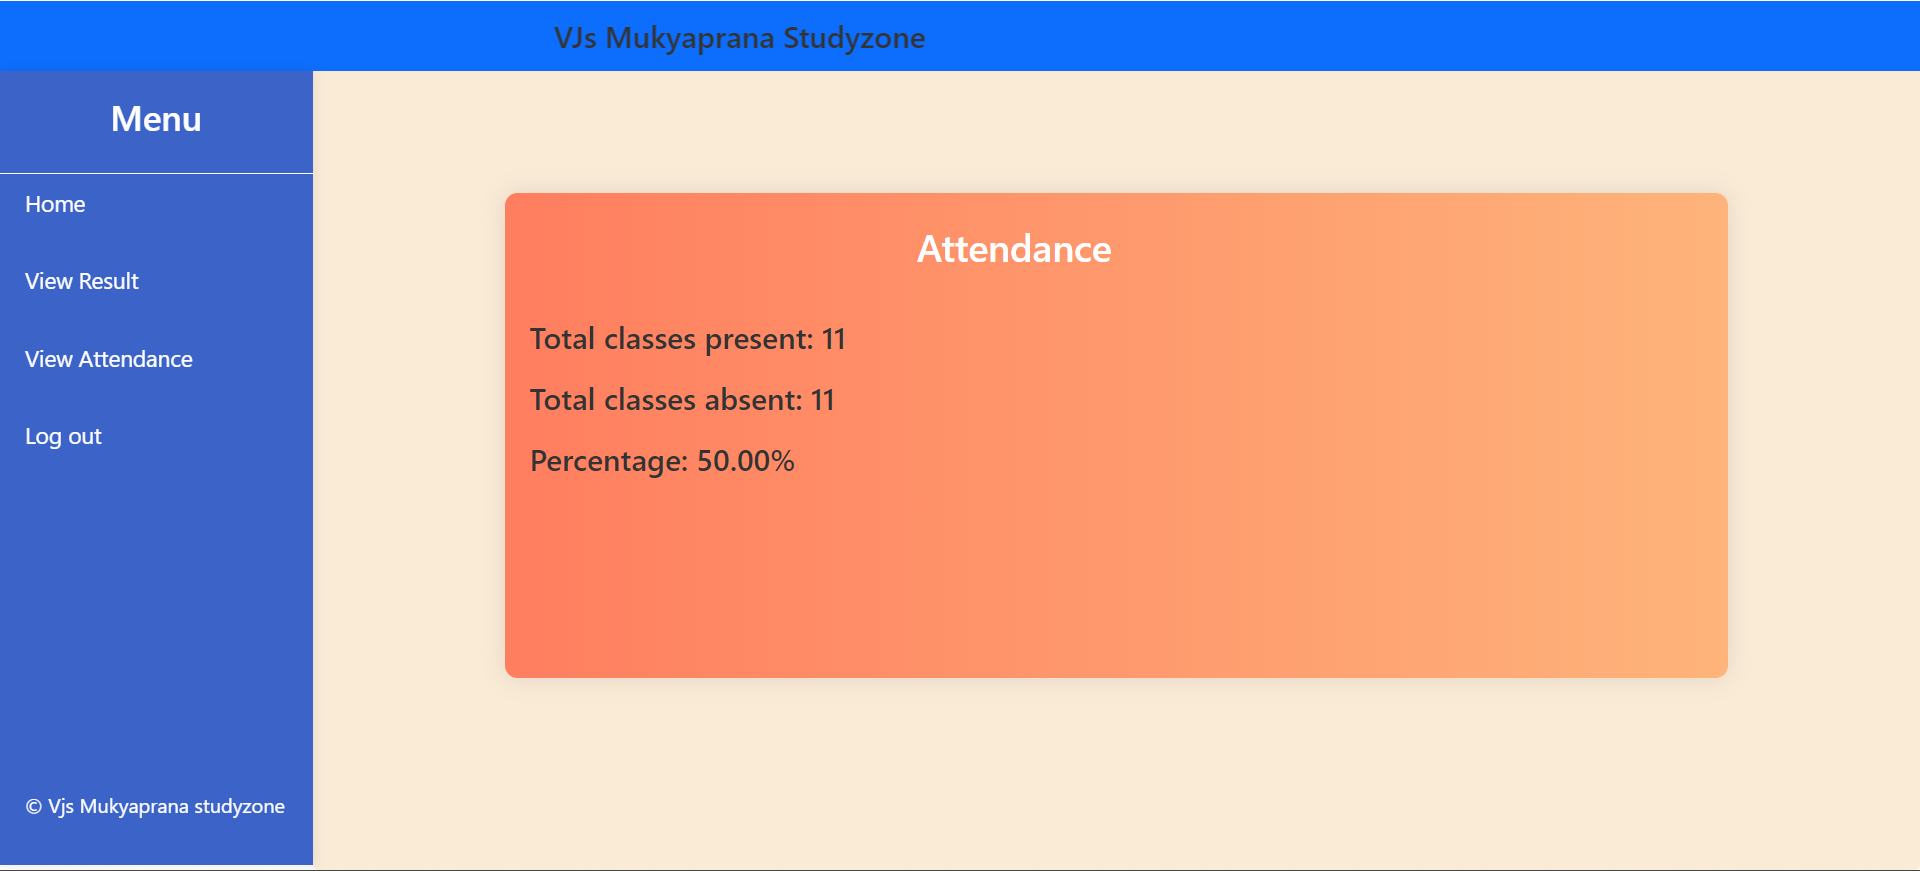 VJs Mukyaprana Studyzone
Menu
Home
View Result
View Attendance
Log out
© Vjs Mukyaprana studyzone
Attendance
Total classes present: 11
Total classes absent: 11
Percentage: 50.00%